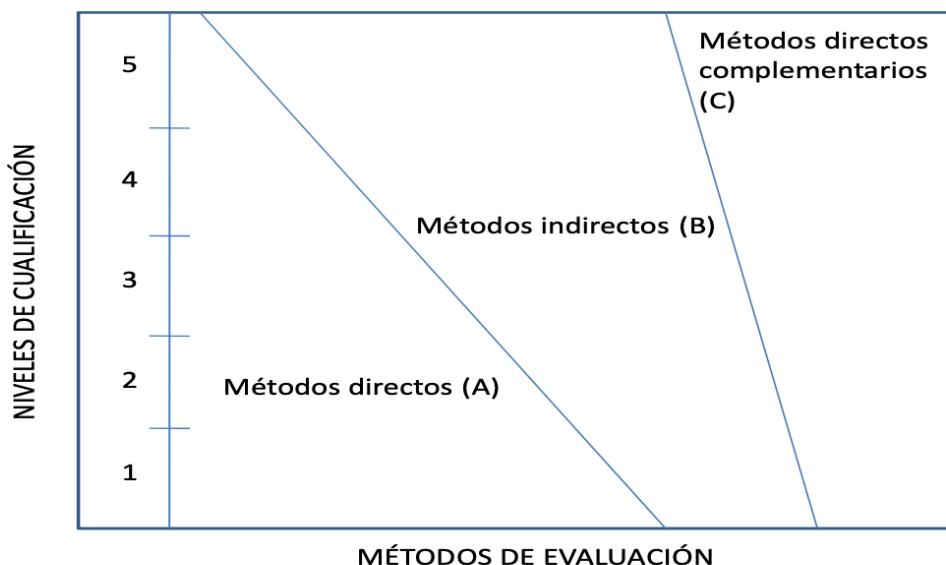 NIVELES DE CUALIFICACIÓN
5
4
3
2
1
Métodos directos
complementarios
(C)
Métodos indirectos (B)
Métodos directos (A)
MÉTODOS DE EVALUACIÓN